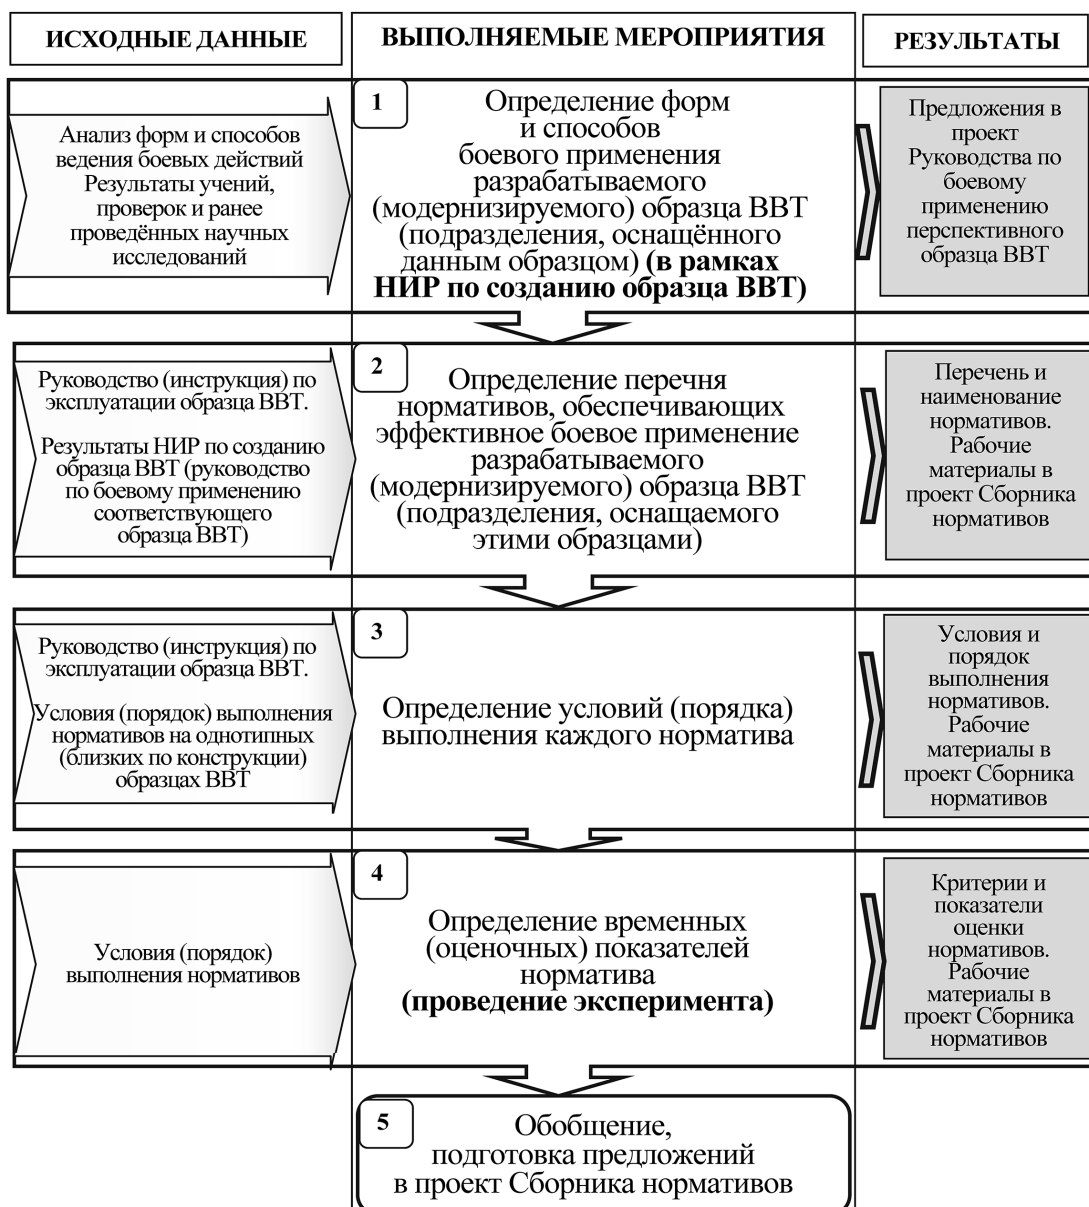 ИСХОДНЫЕ ДАННЫЕ
ВЫПОЛНЯЕМЫЕ МЕРОПРИЯТИЯ
РЕЗУЛЬТАТЫ
Анализ форм и способов
ведения боевых действий
Результаты учений,
проверок и ранее
проведённых научных
исследований
1
Определение форм
и способов
боевого применения
разрабатываемого
(модернизируемого) образца ВВТ
(подразделения, оснащённого
данным образцом) (в рамках
НИР по созданию образца ВВТ)
Предложения в
проект
Руководства по
боевому
применению
перспективного
образца ВВТ
Руководство (инструкция) по
эксплуатации образца ВВТ.
Результаты НИР по созданию
образца ВВТ (руководство
по боевому применению
соответствующего
образца ВВТ)
2
Определение перечня
нормативов, обеспечивающих
эффективное боевое применение
разрабатываемого
(модернизируемого) образца ВВТ
(подразделения, оснащаемого
этими образцами)
Перечень и
наименование
нормативов.
Рабочие
материалы в
проект Сборника
нормативов
Руководство (инструкция) по
эксплуатации образца ВВТ.
Условия (порядок) выполнения
нормативов на однотипных
(близких по конструкции)
образцах ВВТ
3
Определение условий (порядка)
выполнения каждого норматива
Условия и
порядок
выполнения
нормативов.
Рабочие
материалы в
проект Сборника
нормативов
Условия (порядок)
выполнения нормативов
4
Определение временных
(оценочных) показателей
норматива
(проведение эксперимента)
Критерии и
показатели
оценки
нормативов.
Рабочие
материалы в
проект Сборника
нормативов
5
Обобщение,
подготовка предложений
в проект Сборника нормативов